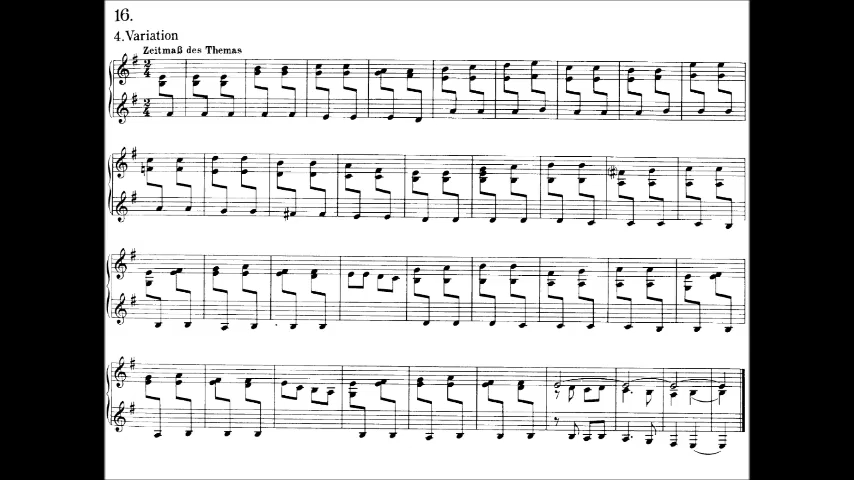 16.
4. Variation
Zeitmaß des Themas